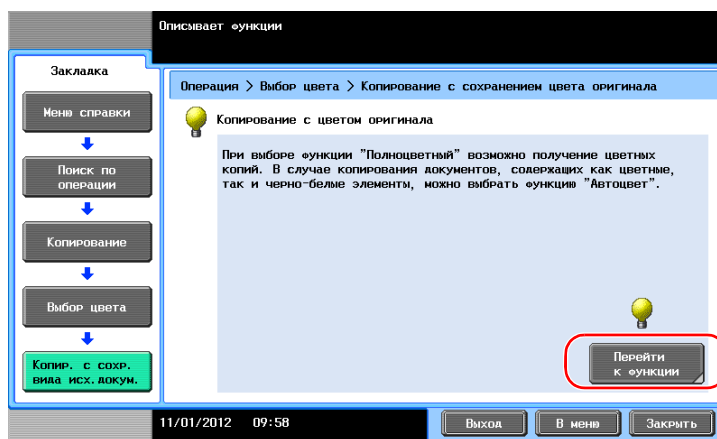 Описывает функции
Закладка
Меню справки
Поиск по
операции
Копирование
Выбор цвета
Копир. с сохр.
вида исх.докум.
Операция > Выбор цвета > Копирование с сохранением цвета оригинала
Копирование с цветом оригинала
При выборе функции "Полноцветный" возможно получение цветных
копий. В случае копирования документов, содержащих как цветные,
так и черно-белые элементы, можно выбрать функцию "Автоцвет".
Перейти
к функции
11/01/2012 09:58
Выход
В меню
Закрыть